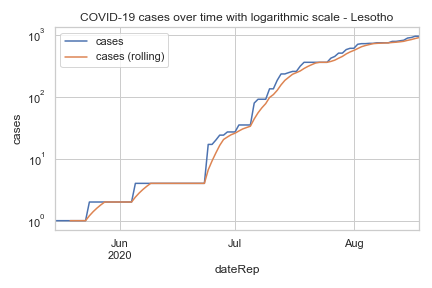 COVID-19 cases over time with logarithmic scale - Lesotho
cases
cases (rolling)
10³
10²
10¹
10⁰
cases
Jun
2020
Jul
Aug
dateRep